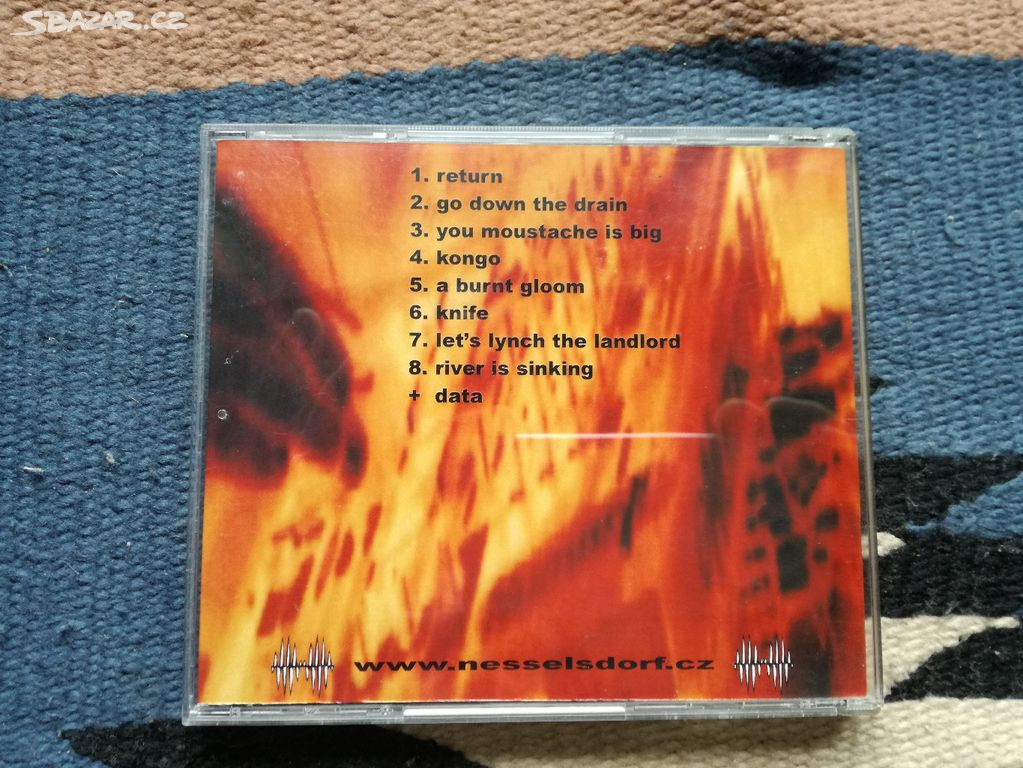 SBAZAR.CZ
1. return
2. go down the drain
3. you moustache is big
4. kongo
5. a burnt gloom
6. knife
7. let's lynch the landlord
8. river is sinking
+ data
www.nesselsdorf.cz